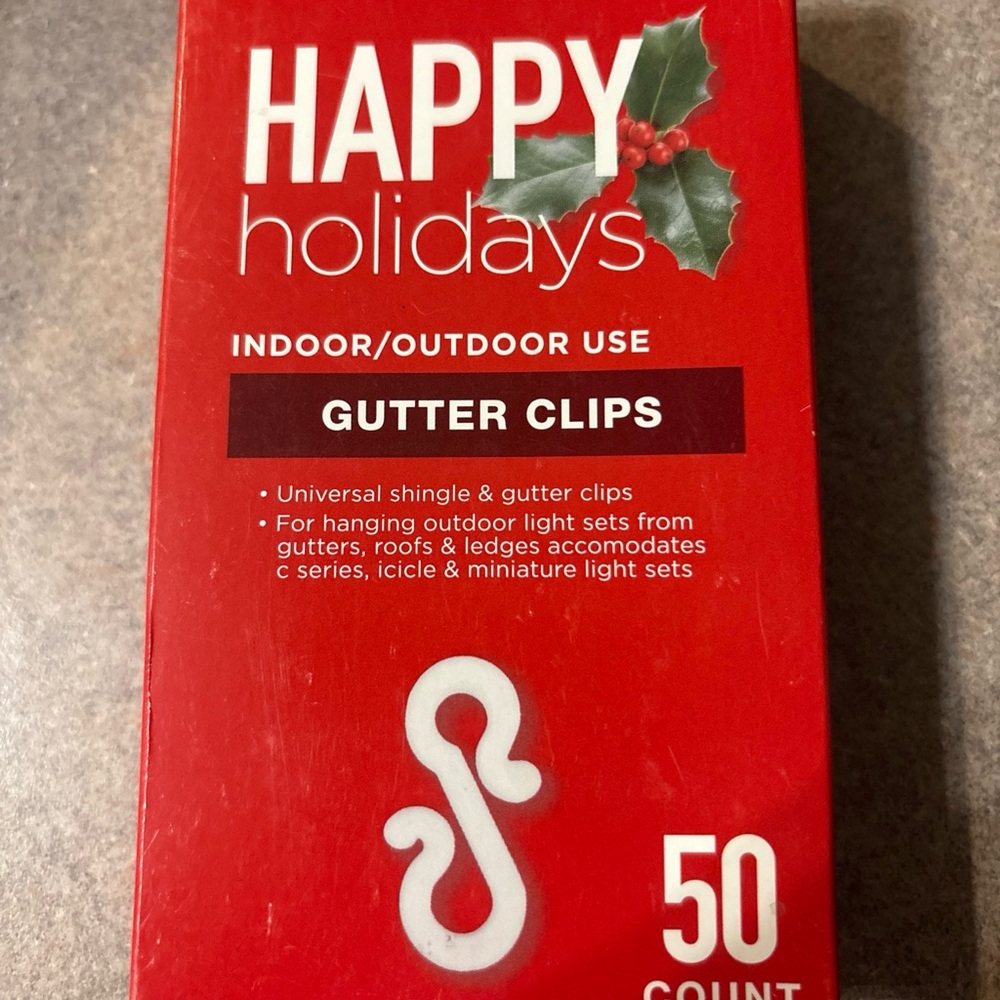 HAPPY
holidays
INDOOR/OUTDOOR USE
GUTTER CLIPS
• Universal shingle & gutter clips
• For hanging outdoor light sets from
gutters, roofs & ledges accomodates
c series, icicle & miniature light sets
50
COUNT